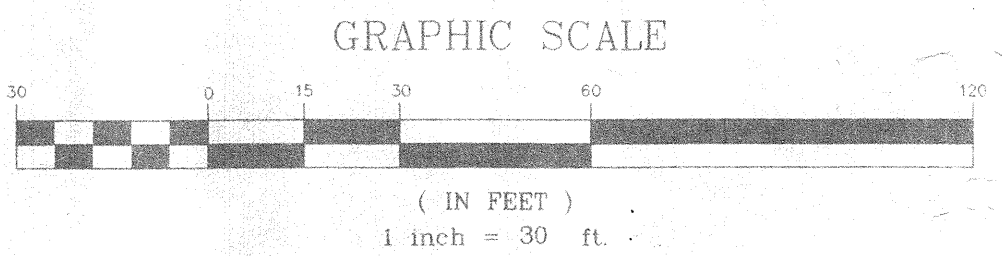 GRAPHIC SCALE
30 0 15 30 60 120
( IN FEET )
1 inch = 30 ft.